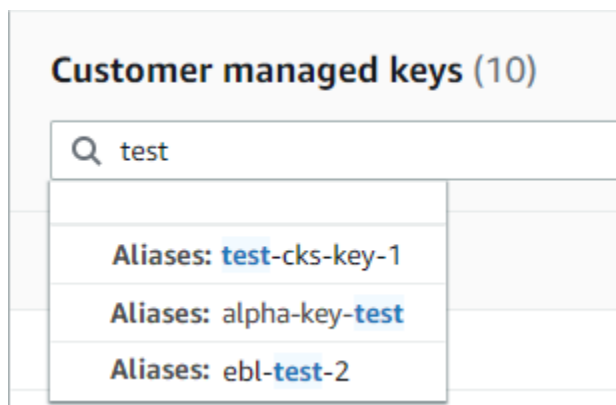 Customer managed keys (10)
test
Aliases: test-cks-key-1
Aliases: alpha-key-test
Aliases: ebl-test-2